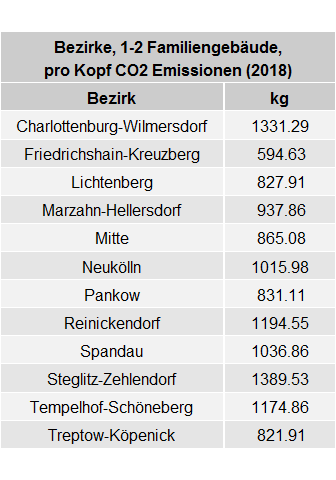 Bezirke, 1-2 Familiengebäude,
pro Kopf CO2 Emissionen (2018)
Bezirk kg
Charlottenburg-Wilmersdorf 1331.29
Friedrichshain-Kreuzberg 594.63
Lichtenberg 827.91
Marzahn-Hellersdorf 937.86
Mitte 865.08
Neukölln 1015.98
Pankow 831.11
Reinickendorf 1194.55
Spandau 1036.86
Steglitz-Zehlendorf 1389.53
Tempelhof-Schöneberg 1174.86
Treptow-Köpenick 821.91